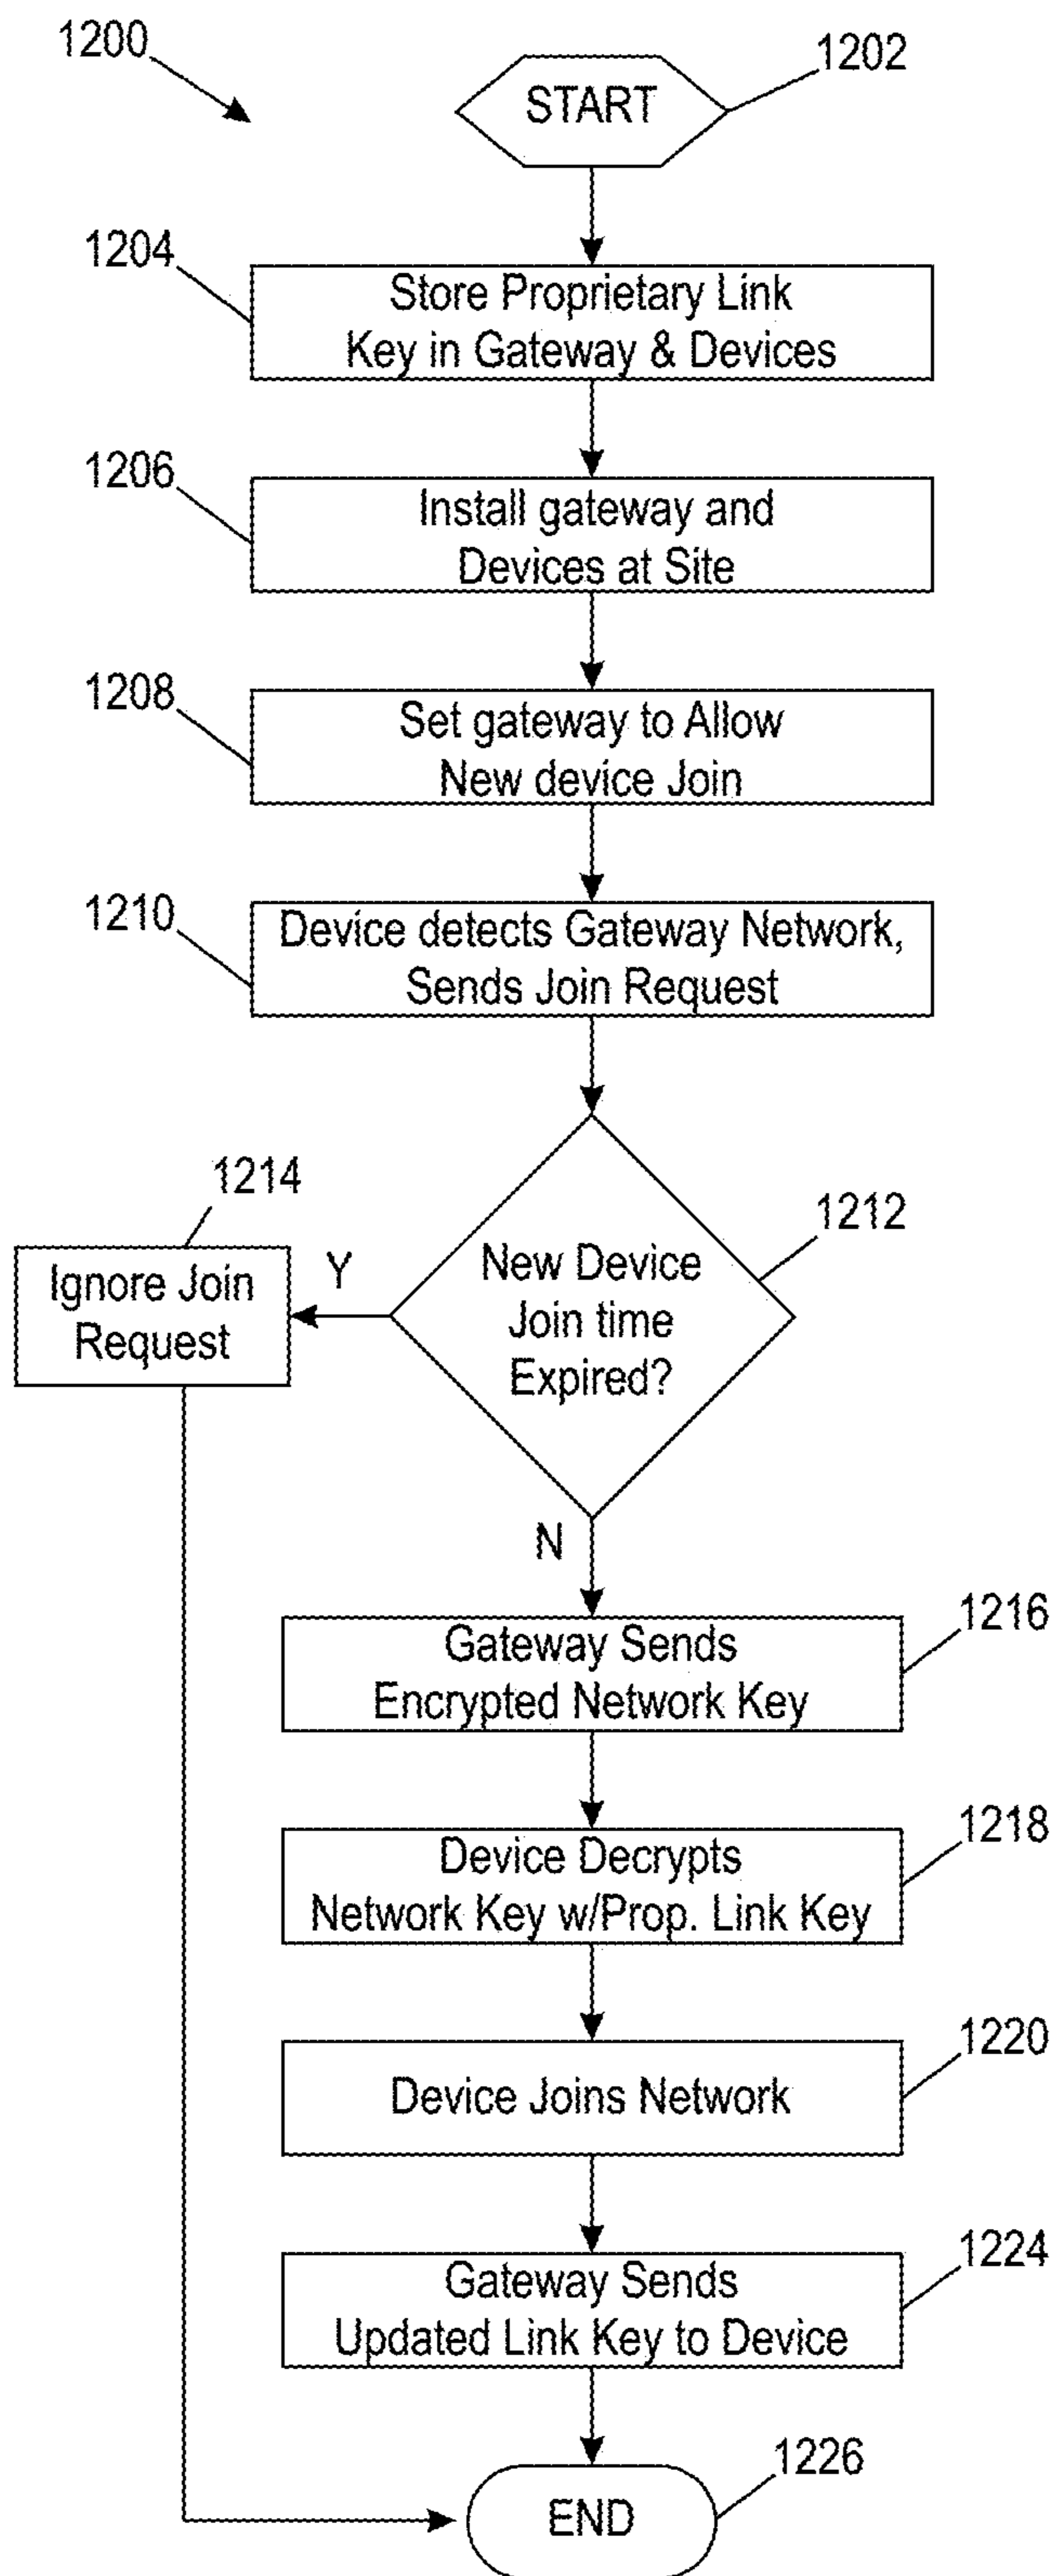 1200
1202
START
1204
Store Proprietary Link
Key in Gateway & Devices
1206
Install gateway and
Devices at Site
1208
Set gateway to Allow
New device Join
1210
Device detects Gateway Network,
Sends Join Request
1214
1212
Ignore Join
Request
Y
New Device
Join time
Expired?
N
1216
Gateway Sends
Encrypted Network Key
1218
Device Decrypts
Network Key w/Prop. Link Key
1220
Device Joins Network
1224
Gateway Sends
Updated Link Key to Device
1226
END